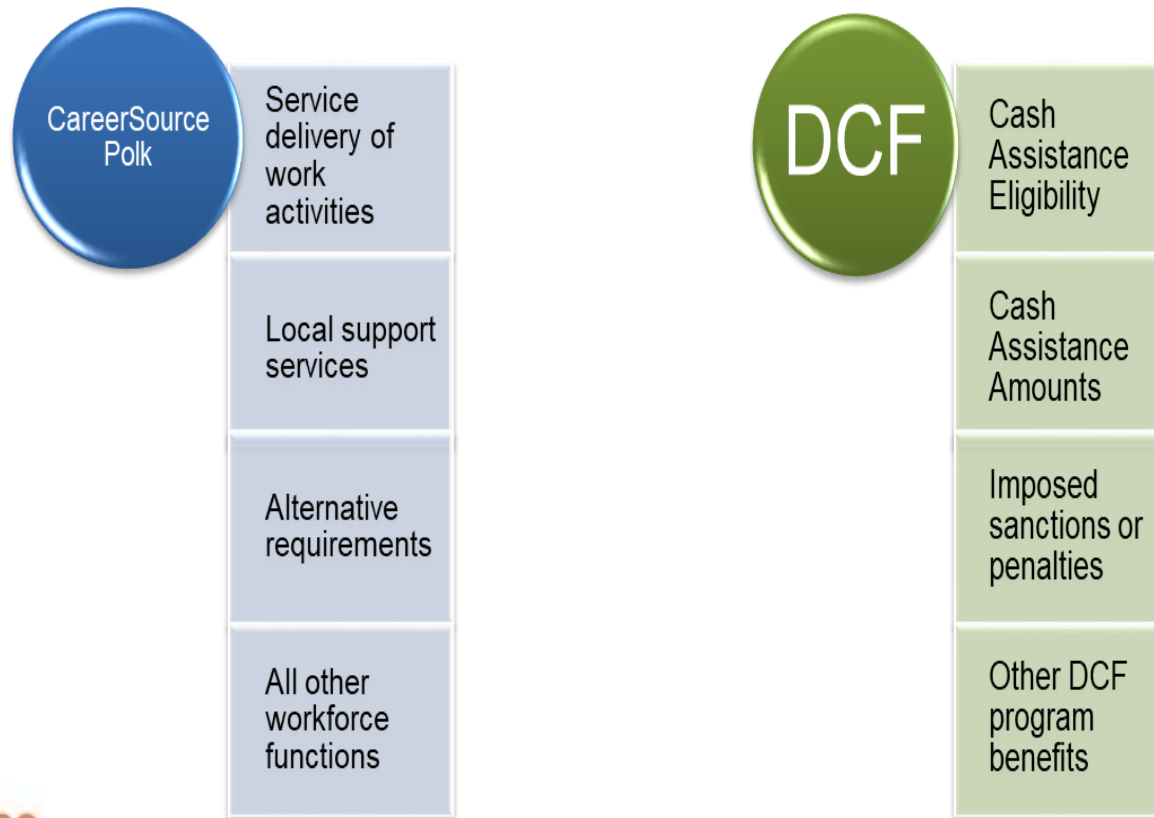 CareerSource
Polk
Service
delivery of
work
activities
Local support
services
Alternative
requirements
All other
workforce
functions
DCF
Cash
Assistance
Eligibility
Cash
Assistance
Amounts
Imposed
sanctions or
penalties
Other DCF
program
benefits